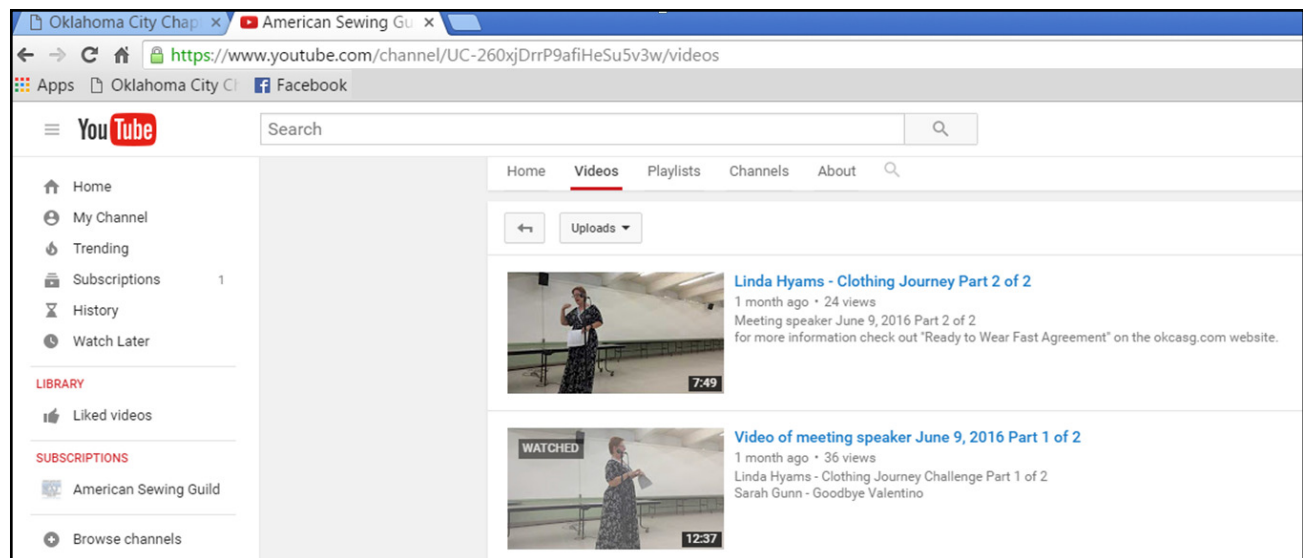 Oklahoma City Chap
American Sewing Gu
https://www.youtube.com/channel/UC-260xjDrrP9afiHeSu5v3w/videos
Apps Oklahoma City Ch Facebook
YouTube
Search
Home Videos Playlists Channels About
Uploads
Home
My Channel
Trending
Subscriptions 1
History
Watch Later
LIBRARY
Liked videos
SUBSCRIPTIONS
American Sewing Guild
Browse channels
Linda Hyams - Clothing Journey Part 2 of 2
1 month ago • 24 views
Meeting speaker June 9, 2016 Part 2 of 2
for more information check out "Ready to Wear Fast Agreement" on the okcasg.com website.
7:49
WATCHED
Video of meeting speaker June 9, 2016 Part 1 of 2
1 month ago • 36 views
Linda Hyams - Clothing Journey Challenge Part 1 of 2
Sarah Gunn - Goodbye Valentino
12:37